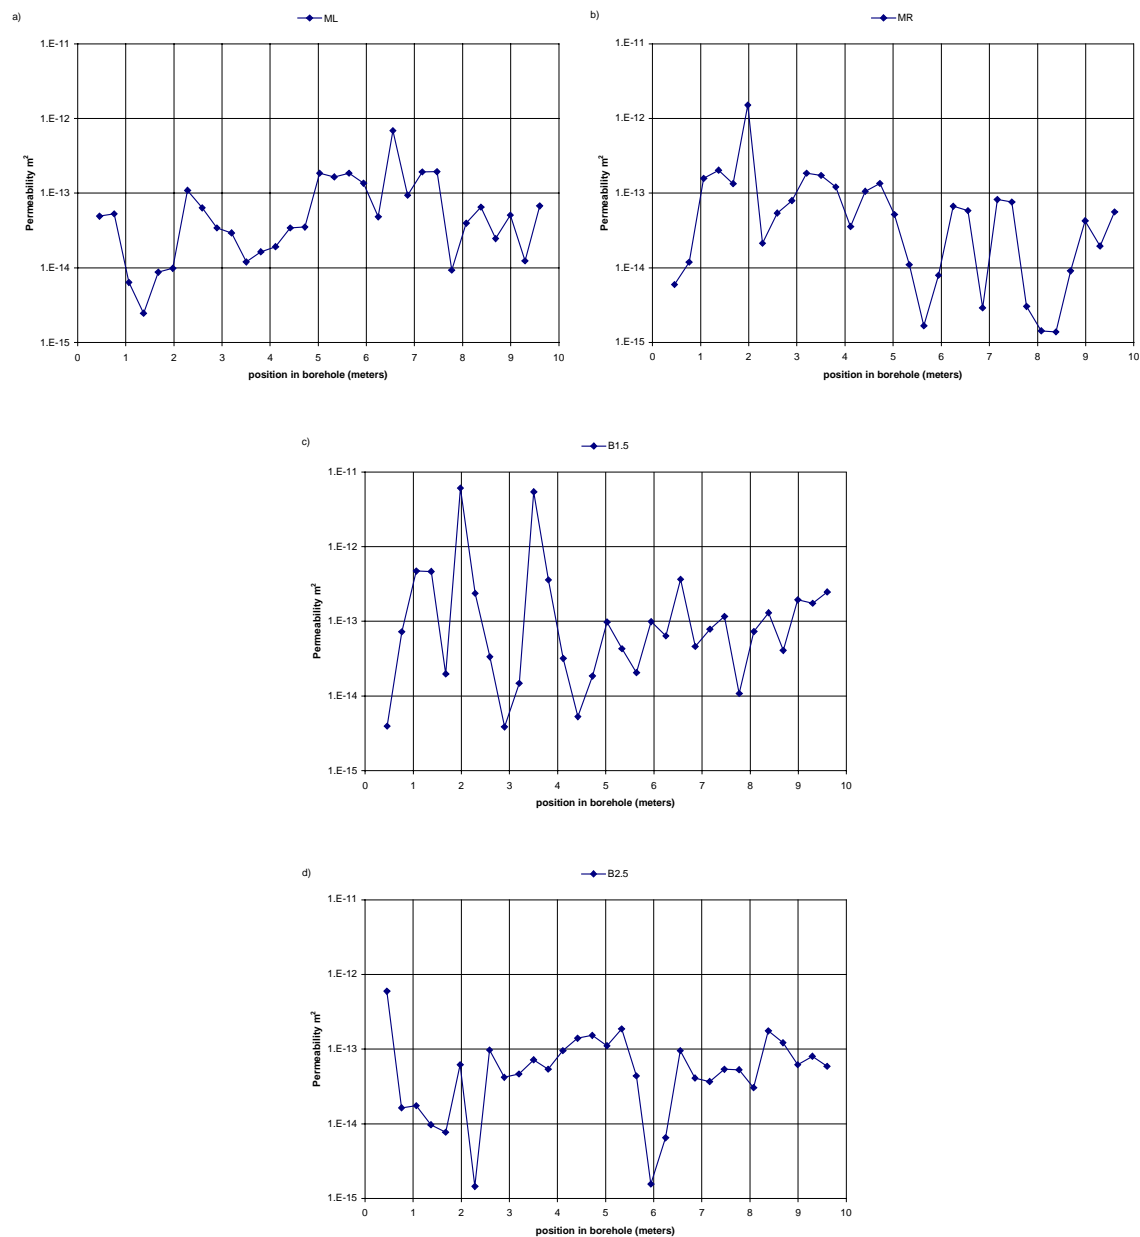 a)
ML
1.E-11
1.E-12
1.E-13
1.E-14
1.E-15
Permeability m²
0 1 2 3 4 5 6 7 8 9 10
position in borehole (meters)
b)
MR
1.E-11
1.E-12
1.E-13
1.E-14
1.E-15
Permeability m²
0 1 2 3 4 5 6 7 8 9 10
position in borehole (meters)
c)
B1.5
1.E-11
1.E-12
1.E-13
1.E-14
1.E-15
Permeability m²
0 1 2 3 4 5 6 7 8 9 10
position in borehole (meters)
d)
B2.5
1.E-11
1.E-12
1.E-13
1.E-14
1.E-15
Permeability m²
0 1 2 3 4 5 6 7 8 9 10
position in borehole (meters)